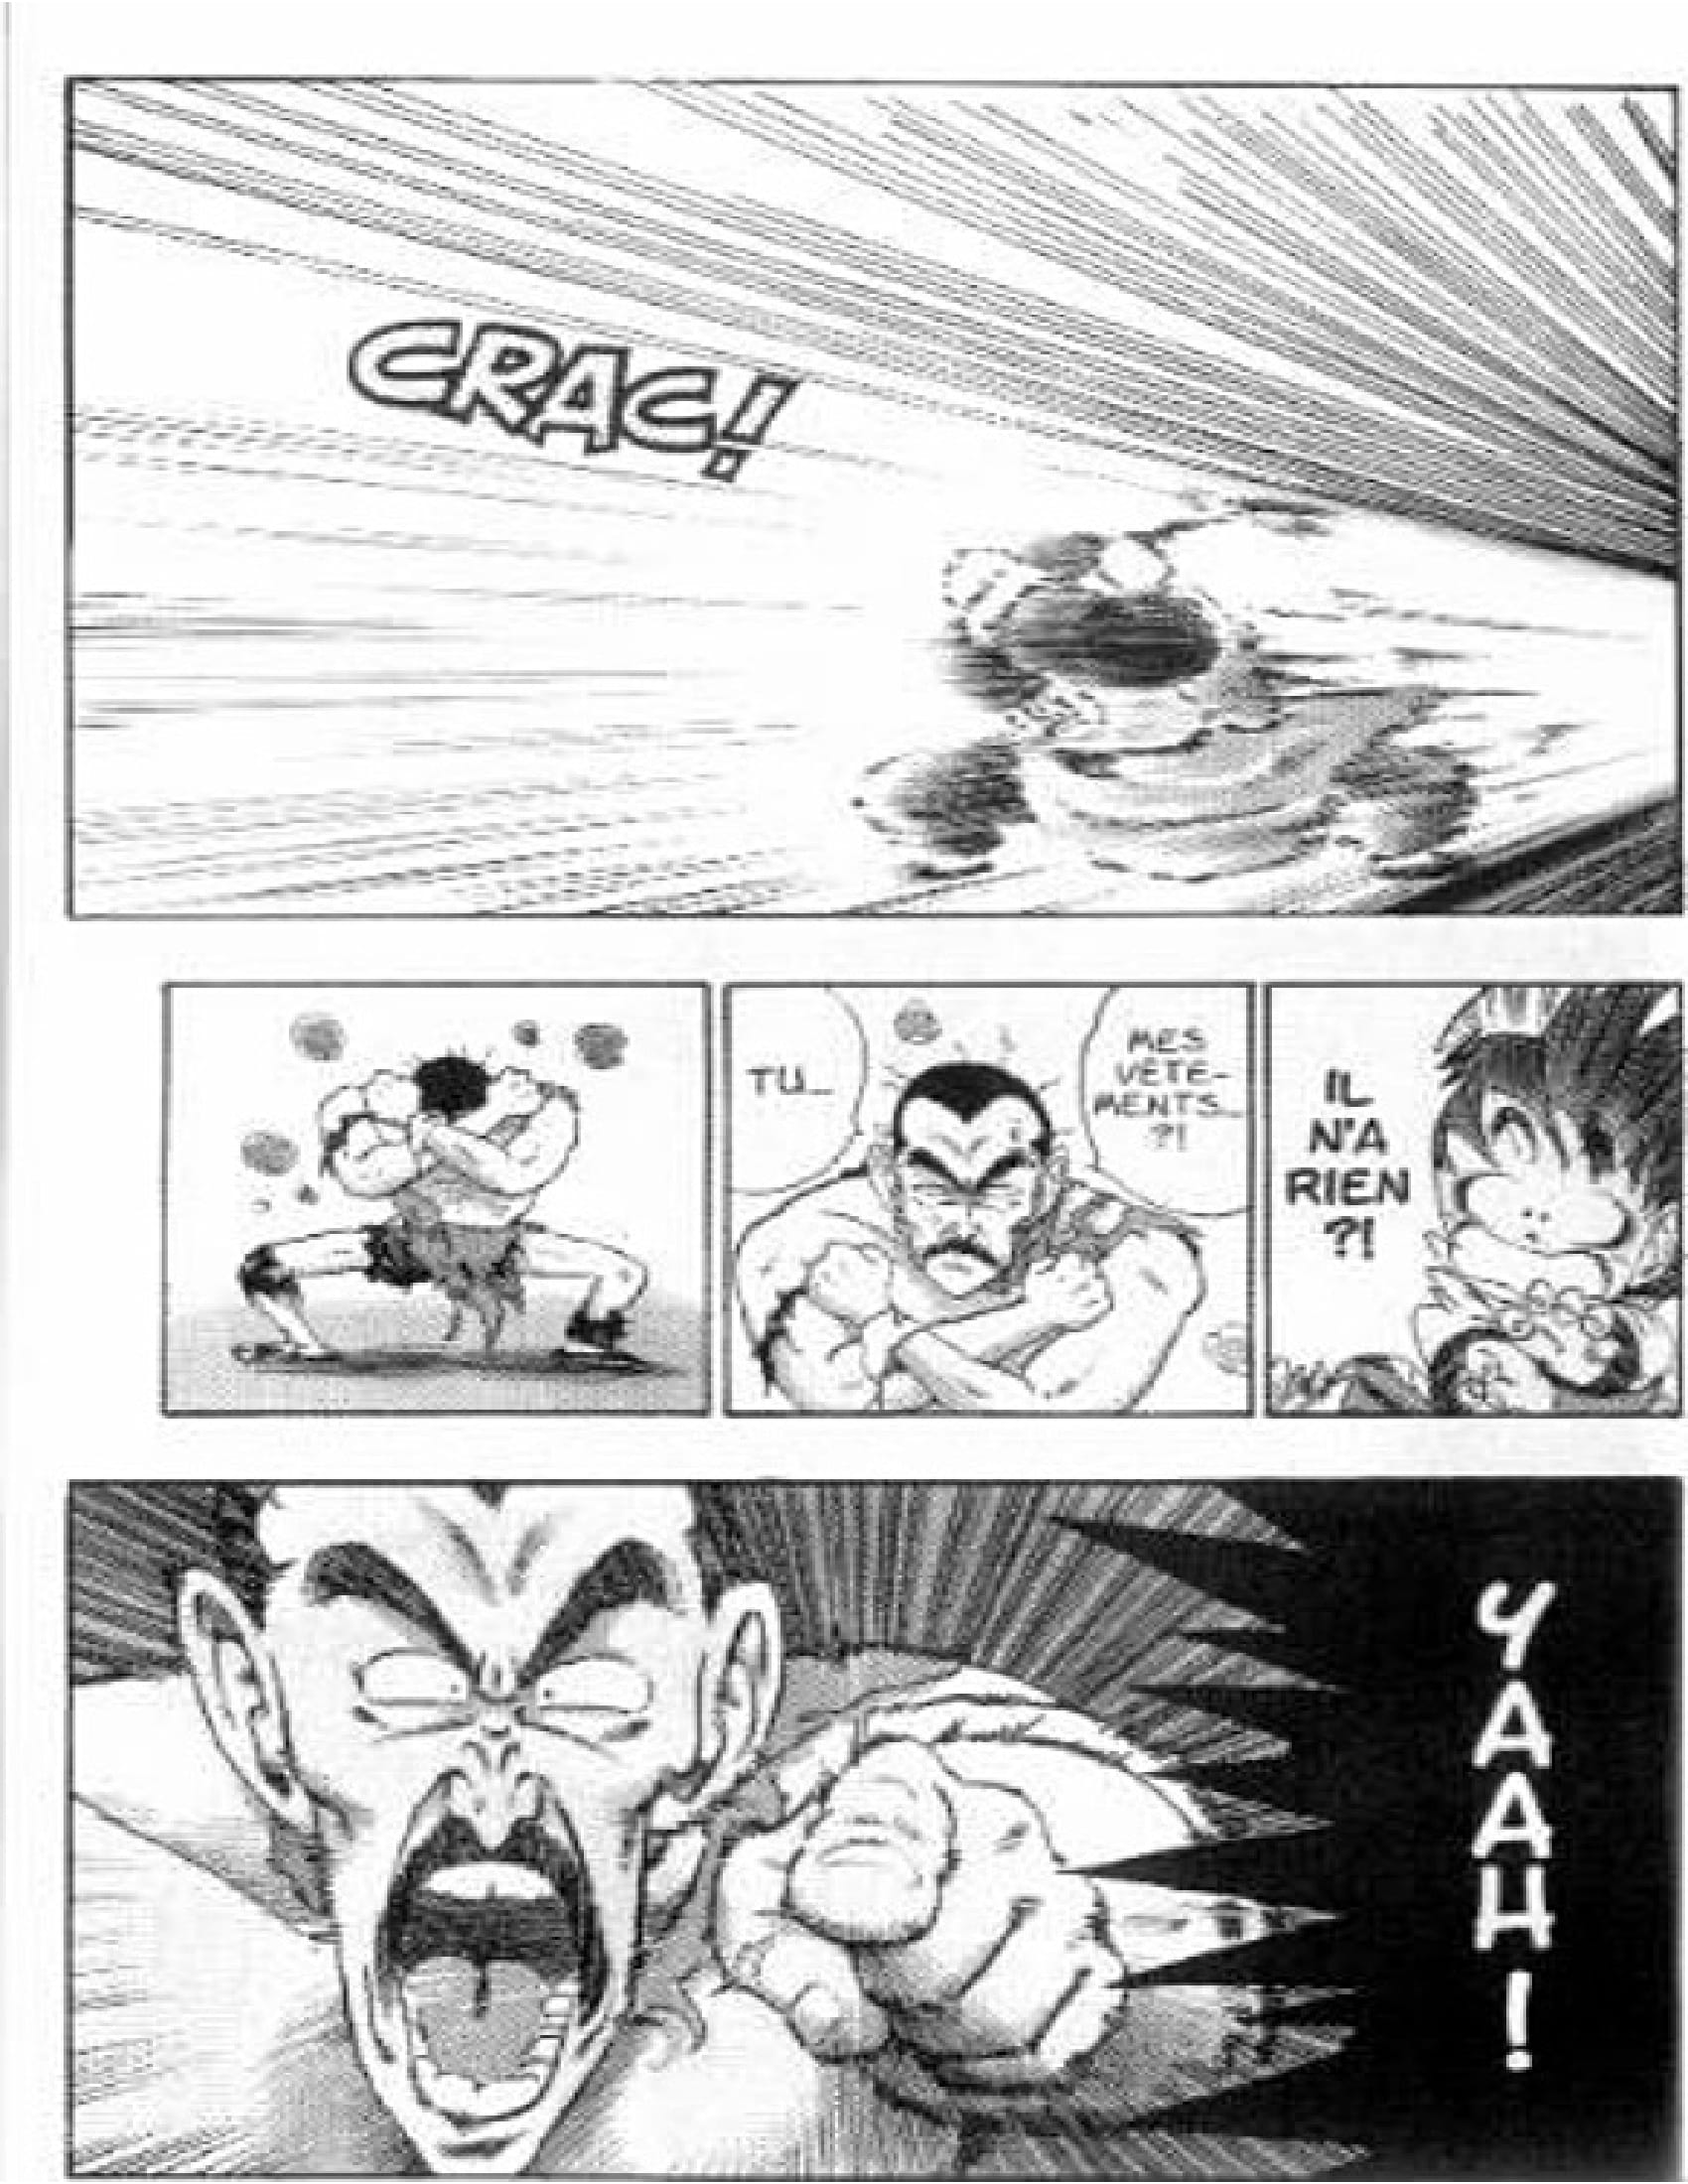 CRAC!
IL
N'A
RIEN
?!
MES
VÊTE-
MENTS...
?!
TU...
YAAH!